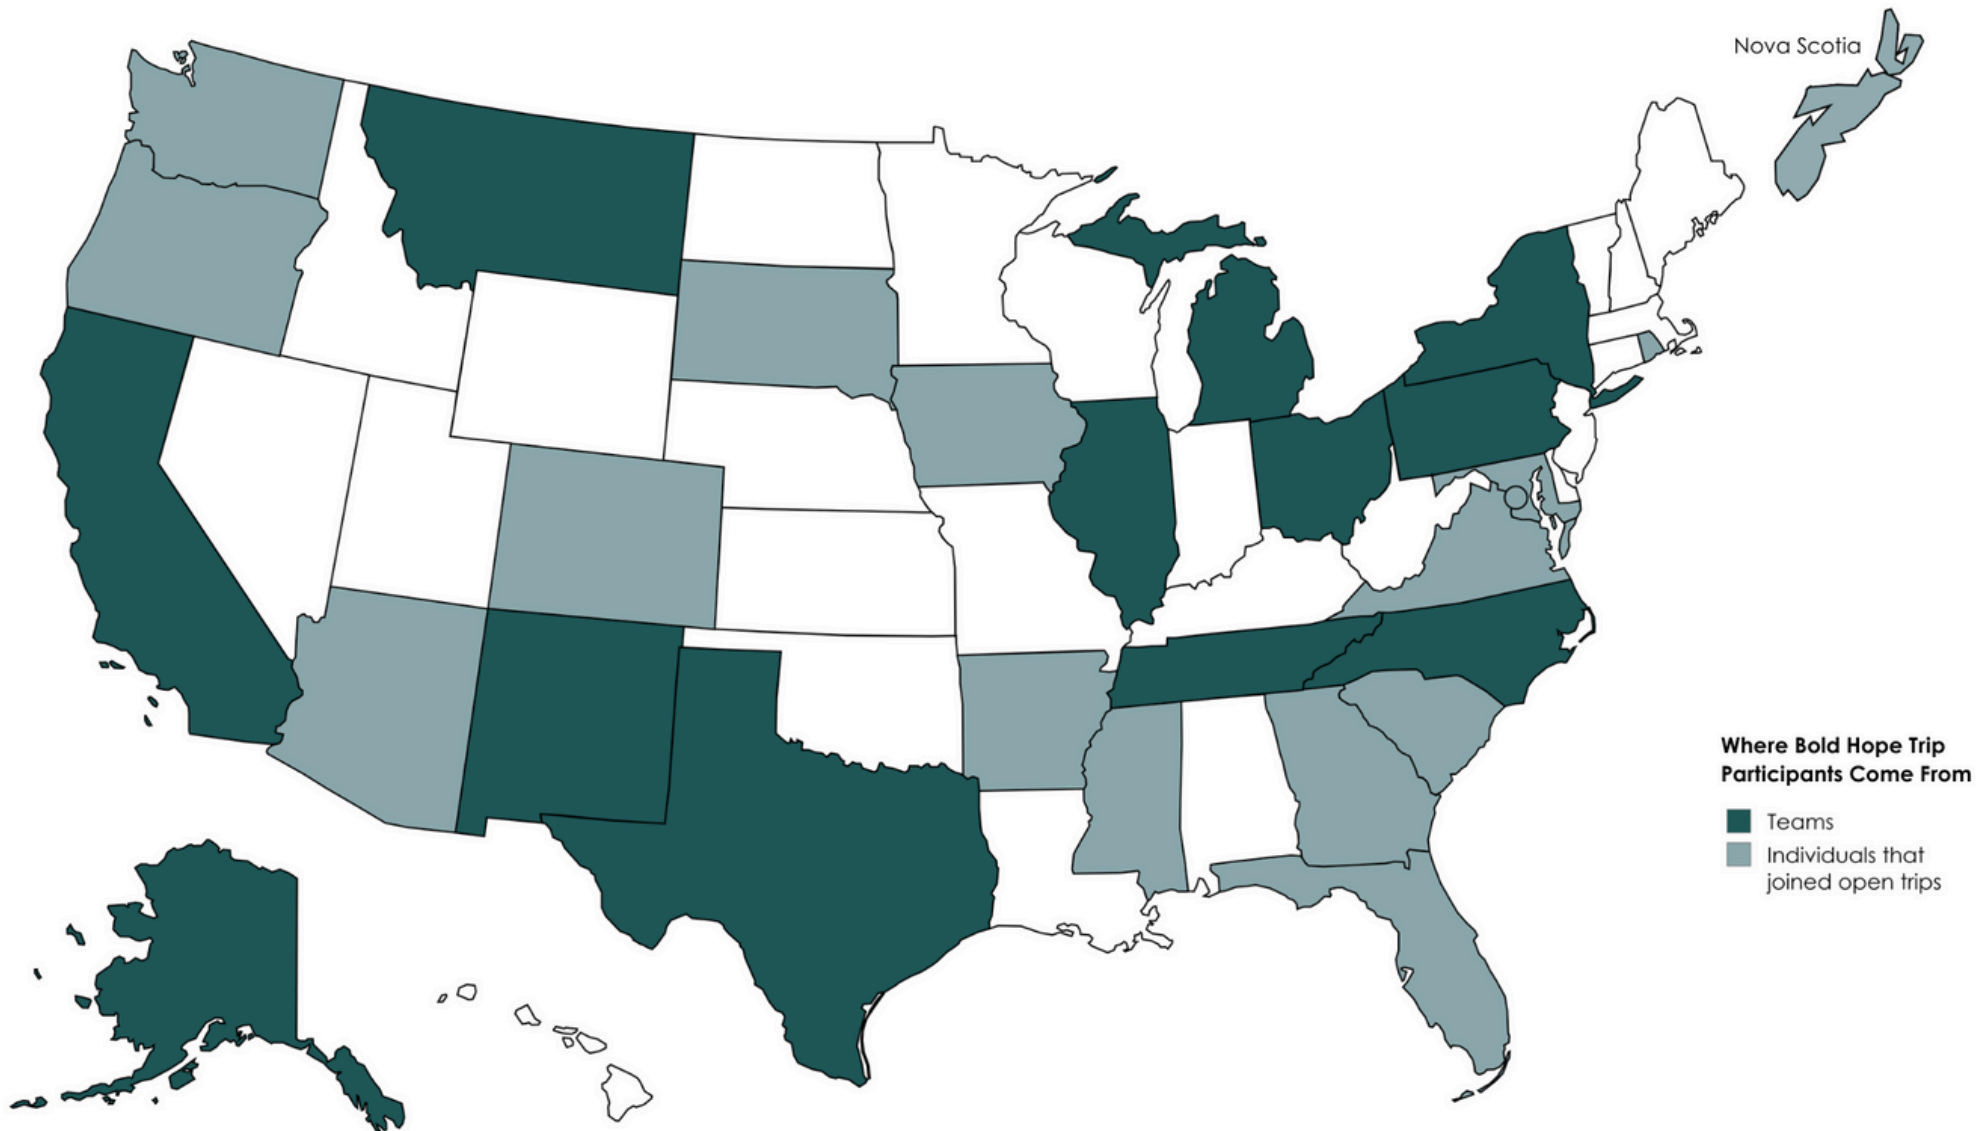 Nova Scotia
Where Bold Hope Trip
Participants Come From
Teams
Individuals that
joined open trips